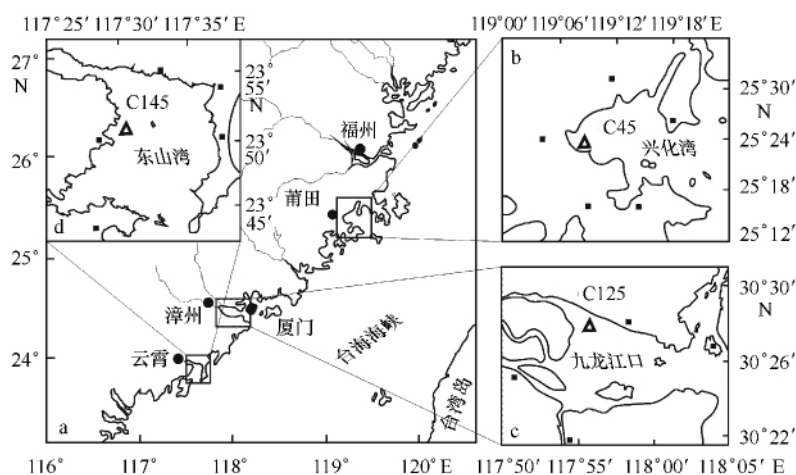 117°25′ E 117°30′ E 117°35′ E
119°00′ E 119°06′ E 119°12′ E 119°18′ E
27°
N
26°
25°
24°
23°55′
N
23°50′
23°45′
C145
东山湾
d
福州
莆田
漳州
厦门
云霄
台湾海峡
台湾岛
a
116° E 117° E 118° E 119° E 120° E
b
C45
兴化湾
25°30′
N
25°24′
25°18′
25°12′
C125
九龙江口
c
30°30′
N
30°26′
30°22′
117°50′ E 117°55′ E 118°00′ E 118°05′ E